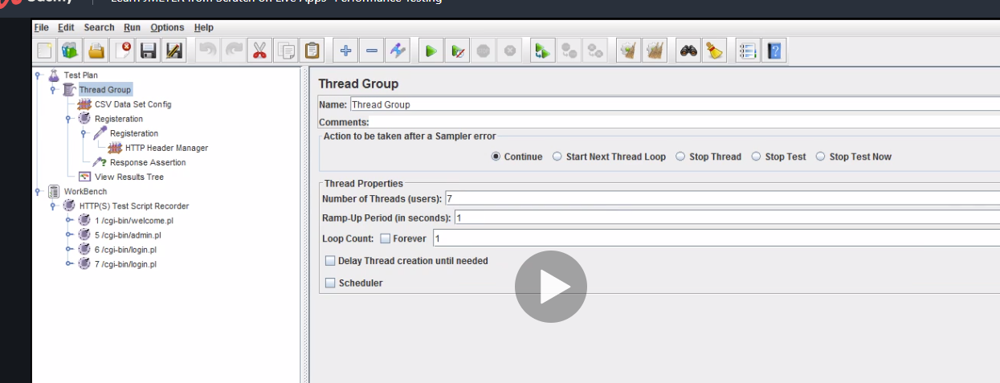 Udemy Learn JMETER from Scratch on Live Apps -Performance Testing
File Edit Search Run Options Help
Test Plan
Thread Group
CSV Data Set Config
Registeration
Registeration
HTTP Header Manager
Response Assertion
View Results Tree
WorkBench
HTTP(S) Test Script Recorder
1 /cgi-bin/welcome.pl
5 /cgi-bin/admin.pl
6 /cgi-bin/login.pl
7 /cgi-bin/login.pl
Thread Group
Name: Thread Group
Comments:
Action to be taken after a Sampler error
Continue Start Next Thread Loop Stop Thread Stop Test Stop Test Now
Thread Properties
Number of Threads (users): 7
Ramp-Up Period (in seconds): 1
Loop Count: Forever 1
Delay Thread creation until needed
Scheduler